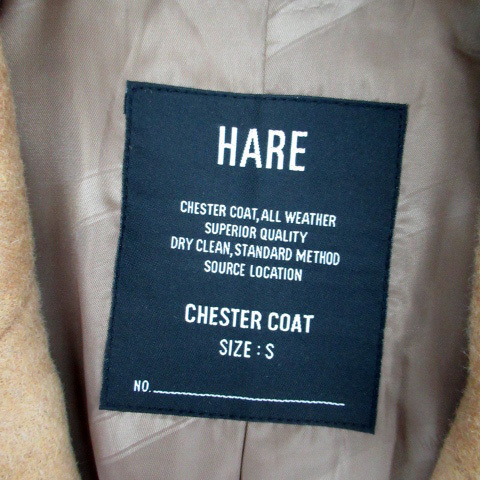 HARE
CHESTER COAT, ALL WEATHER
SUPERIOR QUALITY
DRY CLEAN, STANDARD METHOD
SOURCE LOCATION
CHESTER COAT
SIZE : S
NO.